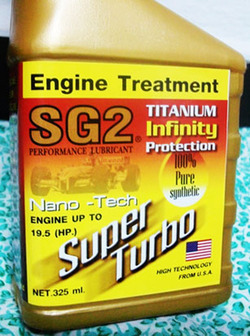 Engine Treatment
SG2®
PERFORMANCE LUBRICANT
TITANIUM
Infinity
Protection
100%
Pure
synthetic
Nano -Tech
ENGINE UP TO
19.5 (HP.)
Super
Turbo
HIGH TECHNOLOGY
FROM U.S.A
NET.325 ml.